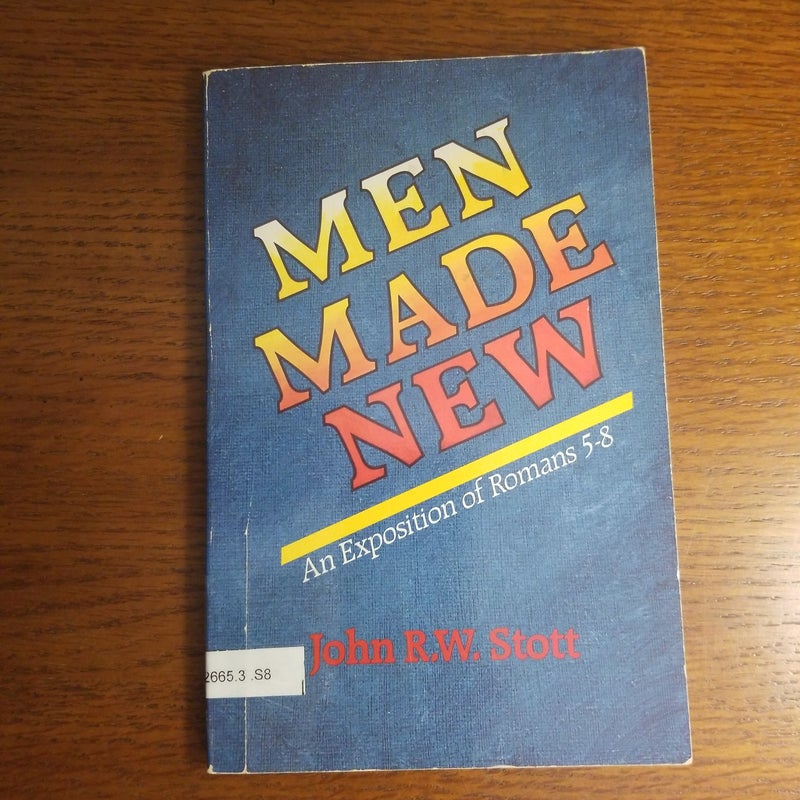 MEN
MADE
NEW
An Exposition of Romans 5-8
John R.W. Stott
2665.3 .S8